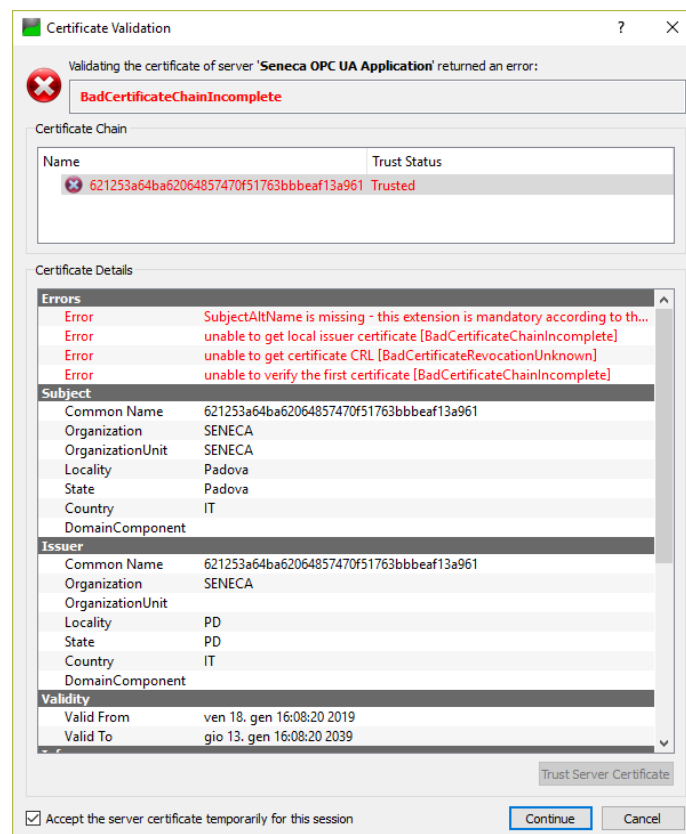 Certificate Validation
?
Validating the certificate of server 'Seneca OPC UA Application' returned an error:
BadCertificateChainIncomplete
Certificate Chain
Name Trust Status
621253a64ba62064857470f51763bbbeaf13a961 Trusted
Certificate Details
Errors
Error SubjectAltName is missing - this extension is mandatory according to th...
Error unable to get local issuer certificate [BadCertificateChainIncomplete]
Error unable to get certificate CRL [BadCertificateRevocationUnknown]
Error unable to verify the first certificate [BadCertificateChainIncomplete]
Subject
Common Name 621253a64ba62064857470f51763bbbeaf13a961
Organization SENECA
OrganizationUnit SENECA
Locality Padova
State Padova
Country IT
DomainComponent
Issuer
Common Name 621253a64ba62064857470f51763bbbeaf13a961
Organization SENECA
OrganizationUnit
Locality PD
State PD
Country IT
DomainComponent
Validity
Valid From ven 18. gen 16:08:20 2019
Valid To gio 13. gen 16:08:20 2039
Trust Server Certificate
Accept the server certificate temporarily for this session
Continue Cancel